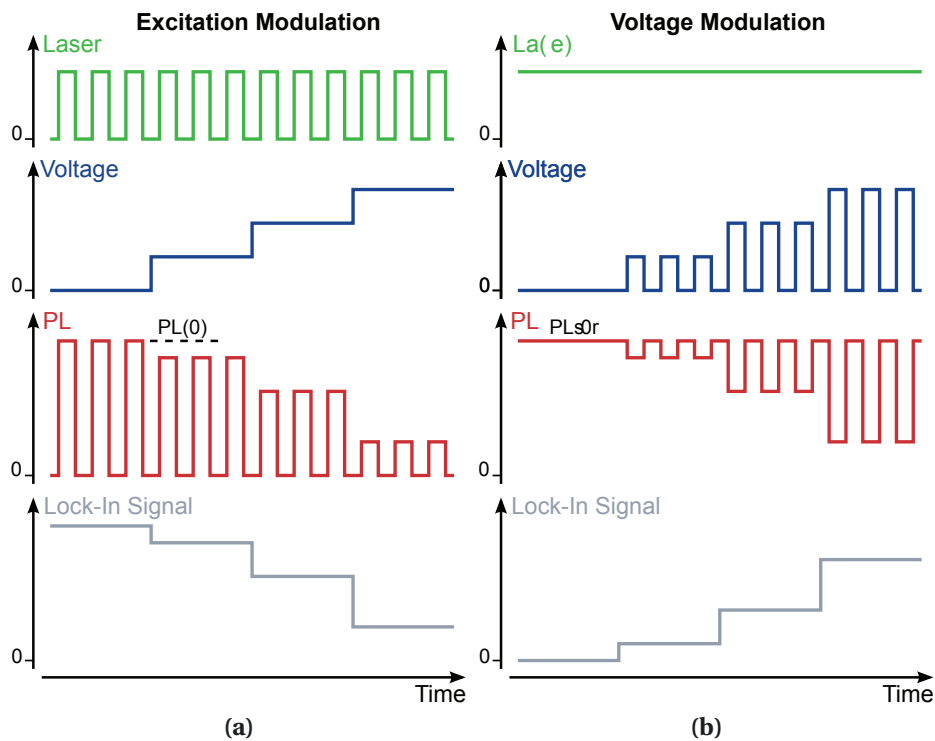 Excitation Modulation
Laser
0
Voltage
0
PL
PL(0)
0
Lock-In Signal
0
Time
(a)
Voltage Modulation
La( e)
0
Voltage
0
PL
PLs0r
0
Lock-In Signal
0
Time
(b)